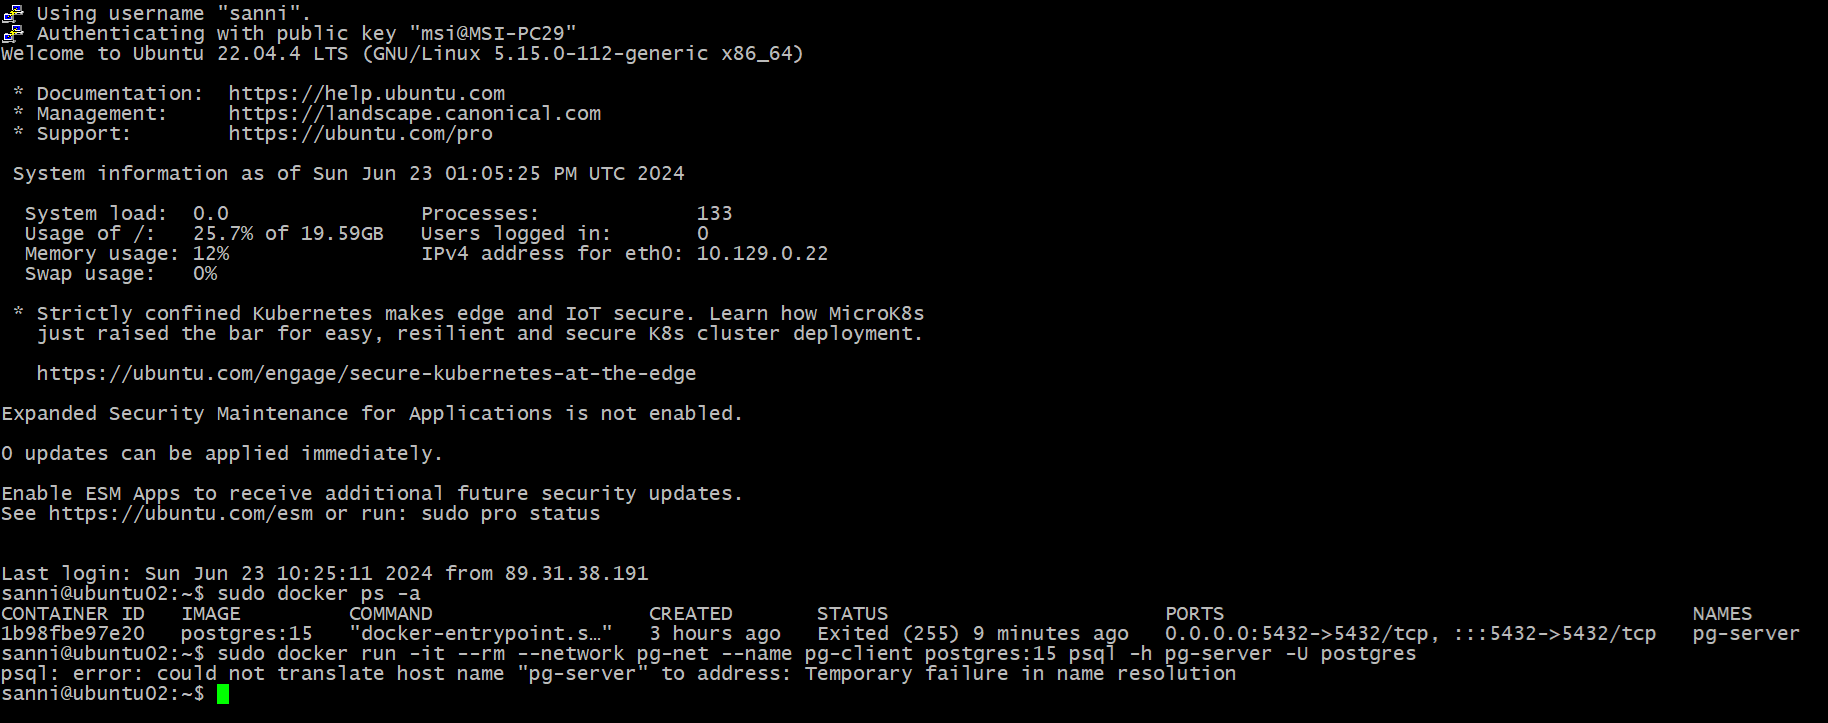 Using username "sanni".
Authenticating with public key "msi@MSI-PC29"
Welcome to Ubuntu 22.04.4 LTS (GNU/Linux 5.15.0-112-generic x86_64)
* Documentation:  https://help.ubuntu.com
* Management:     https://landscape.canonical.com
* Support:        https://ubuntu.com/pro
System information as of Sun Jun 23 01:05:25 PM UTC 2024
System load:  0.0                Processes:             133
Usage of /:   25.7% of 19.59GB   Users logged in:       0
Memory usage: 12%                IPv4 address for eth0: 10.129.0.22
Swap usage:   0%
* Strictly confined Kubernetes makes edge and IoT secure. Learn how MicroK8s
just raised the bar for easy, resilient and secure K8s cluster deployment.
https://ubuntu.com/engage/secure-kubernetes-at-the-edge
Expanded Security Maintenance for Applications is not enabled.
0 updates can be applied immediately.
Enable ESM Apps to receive additional future security updates.
See https://ubuntu.com/esm or run: sudo pro status
Last login: Sun Jun 23 10:25:11 2024 from 89.31.38.191
sanni@ubuntu02:~$ sudo docker ps -a
CONTAINER ID   IMAGE         COMMAND                  CREATED       STATUS                       PORTS                                       NAMES
1b98fbe97e20   postgres:15   "docker-entrypoint.s…"   3 hours ago   Exited (255) 9 minutes ago   0.0.0.0:5432->5432/tcp, :::5432->5432/tcp   pg-server
sanni@ubuntu02:~$ sudo docker run -it --rm --network pg-net --name pg-client postgres:15 psql -h pg-server -U postgres
psql: error: could not translate host name "pg-server" to address: Temporary failure in name resolution
sanni@ubuntu02:~$